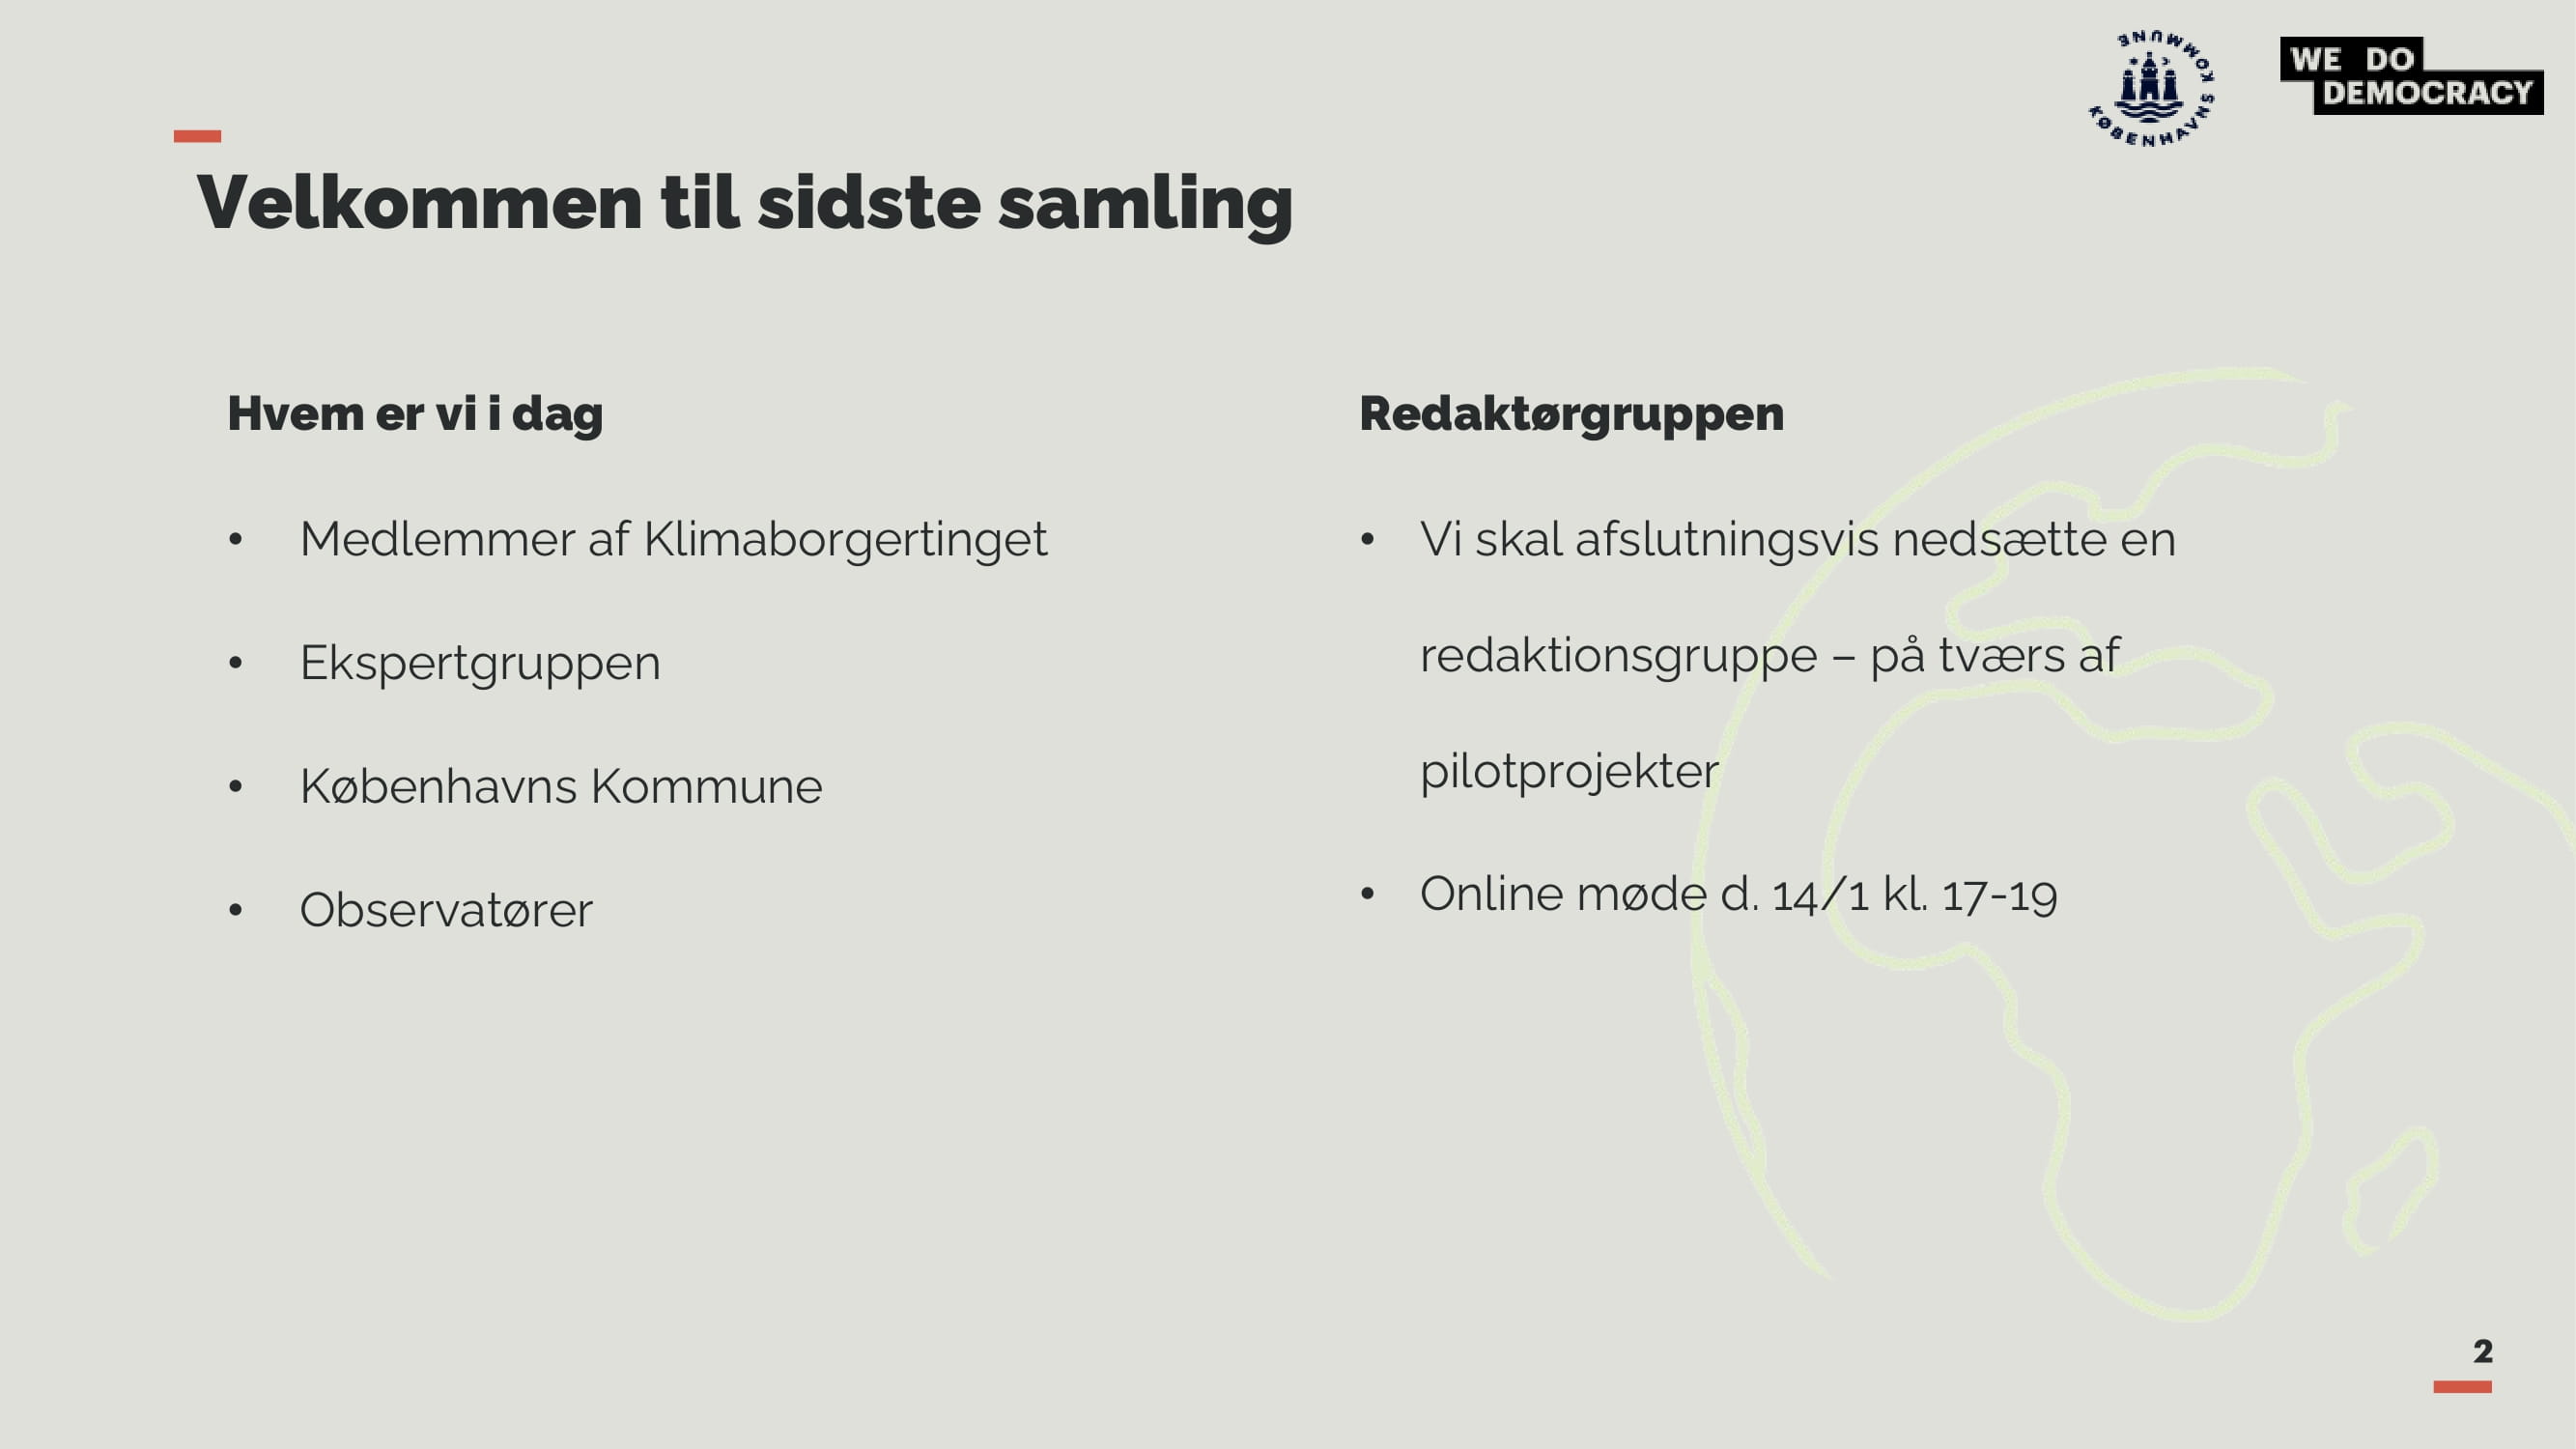 KØBENHAVNS KOMMUNE
WE DO
DEMOCRACY
Velkommen til sidste samling
Hvem er vi i dag
• Medlemmer af Klimaborgertinget
• Ekspertgruppen
• Københavns Kommune
• Observatører
Redaktørgruppen
• Vi skal afslutningsvis nedsætte en
redaktionsgruppe – på tværs af
pilotprojekter
• Online møde d. 14/1 kl. 17-19
2